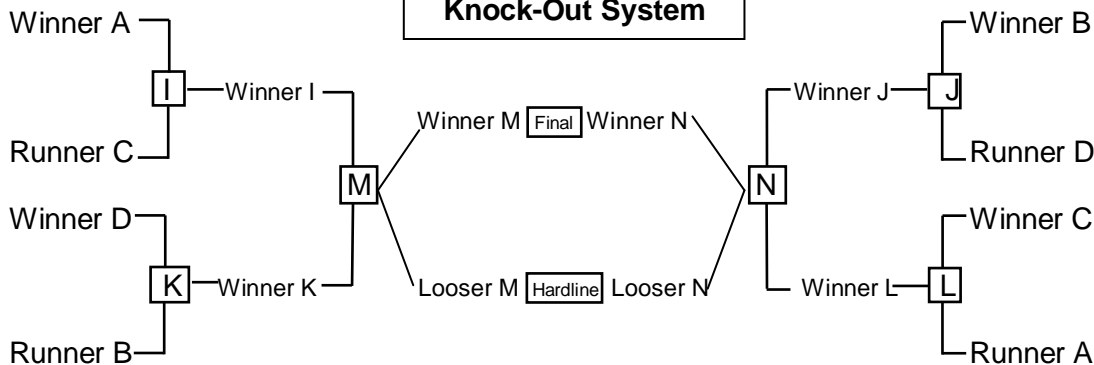 Knock-Out System
Winner A
Winner B
I
Winner I
Winner J
J
Winner M Final Winner N
Runner C
Runner D
M
N
Winner D
Winner C
K
Winner K
Looser M Hardline Looser N
Winner L
L
Runner B
Runner A